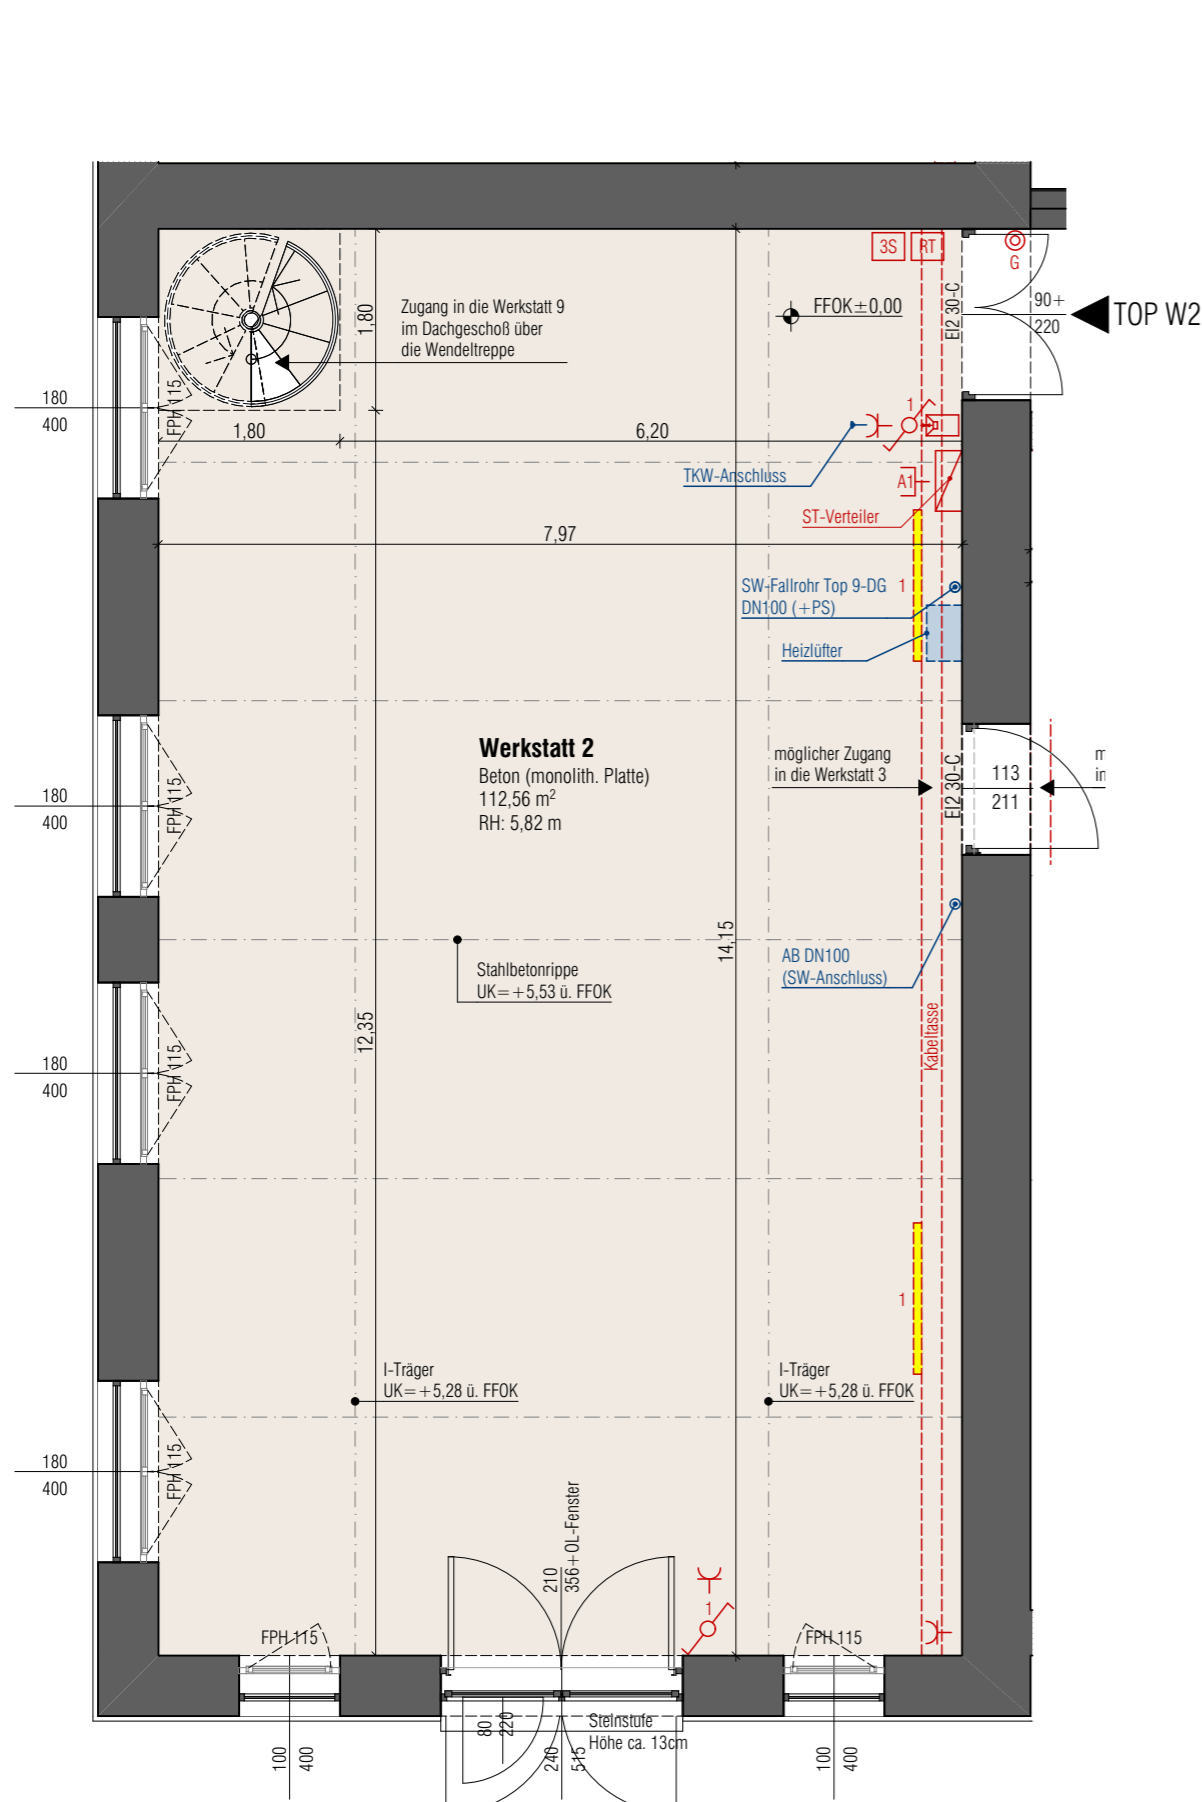 3S
RT
G
EI2 30-C
90+
220
TOP W2
FFOK±0,00
Zugang in die Werkstatt 9
im Dachgeschoß über
die Wendeltreppe
1,80
180
400
FPH 115
1,80
6,20
1
TKW-Anschluss
A1
ST-Verteiler
7,97
SW-Fallrohr Top 9-DG
DN100 (+PS)
1
Heizlüfter
Werkstatt 2
Beton (monolith. Platte)
112,56 m²
RH: 5,82 m
möglicher Zugang
in die Werkstatt 3
EI2 30-C
113
211
m
in
180
400
FPH 115
14,15
AB DN100
(SW-Anschluss)
Stahlbetonrippe
UK=+5,53 ü. FFOK
12,35
Kabeltasse
180
400
FPH 115
1
I-Träger
UK=+5,28 ü. FFOK
I-Träger
UK=+5,28 ü. FFOK
180
400
FPH 115
210
356+OL-Fenster
1
FPH 115
FPH 115
Steinstufe
Höhe ca. 13cm
80
220
240
515
100
400
100
400